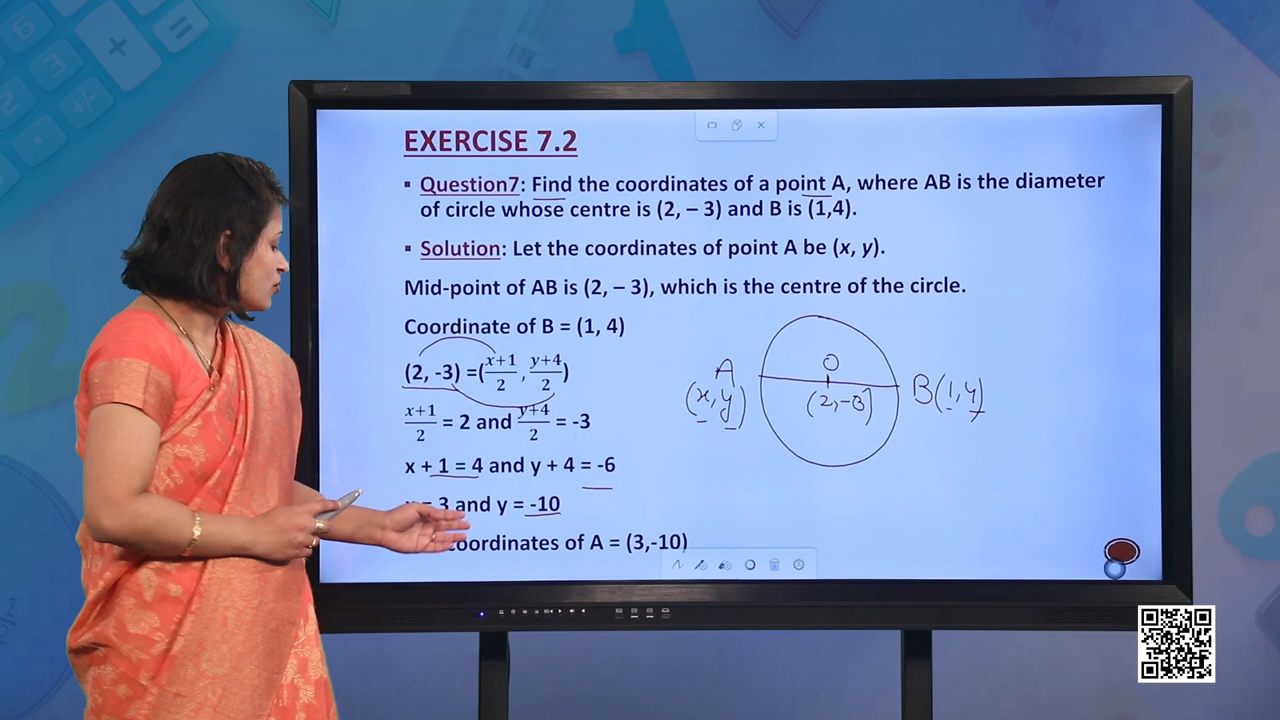 EXERCISE 7.2
▪ Question7: Find the coordinates of a point A, where AB is the diameter
of circle whose centre is (2, – 3) and B is (1,4).
▪ Solution: Let the coordinates of point A be (x, y).
Mid-point of AB is (2, – 3), which is the centre of the circle.
Coordinate of B = (1, 4)
(2, -3) =(x+1/2, y+4/2)
x+1/2 = 2 and y+4/2 = -3
x + 1 = 4 and y + 4 = -6
= 3 and y = -10
coordinates of A = (3,-10)
A
(x,y)
O
(2,-3)
B(1,4)